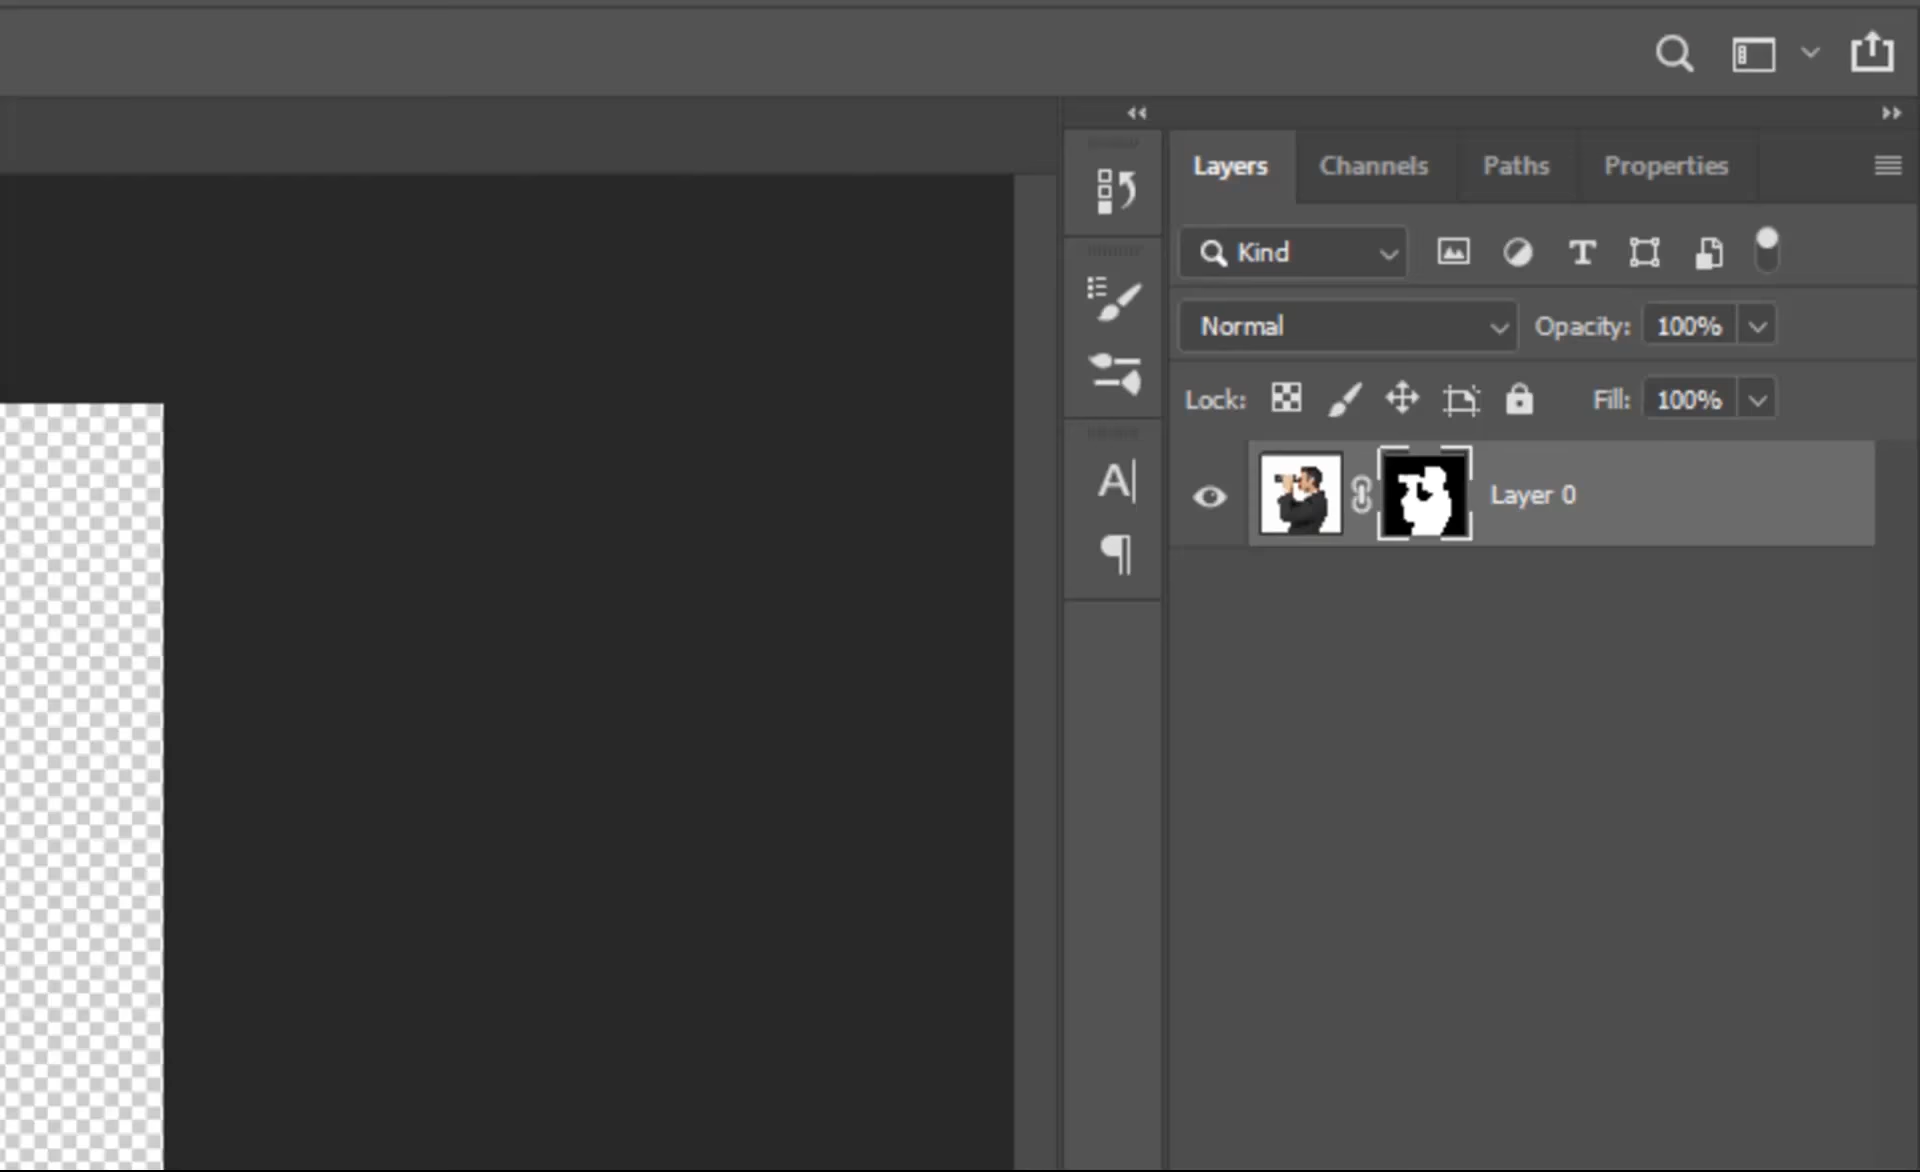 Layers Channels Paths Properties
Kind
Normal Opacity: 100%
Lock: Fill: 100%
Layer 0